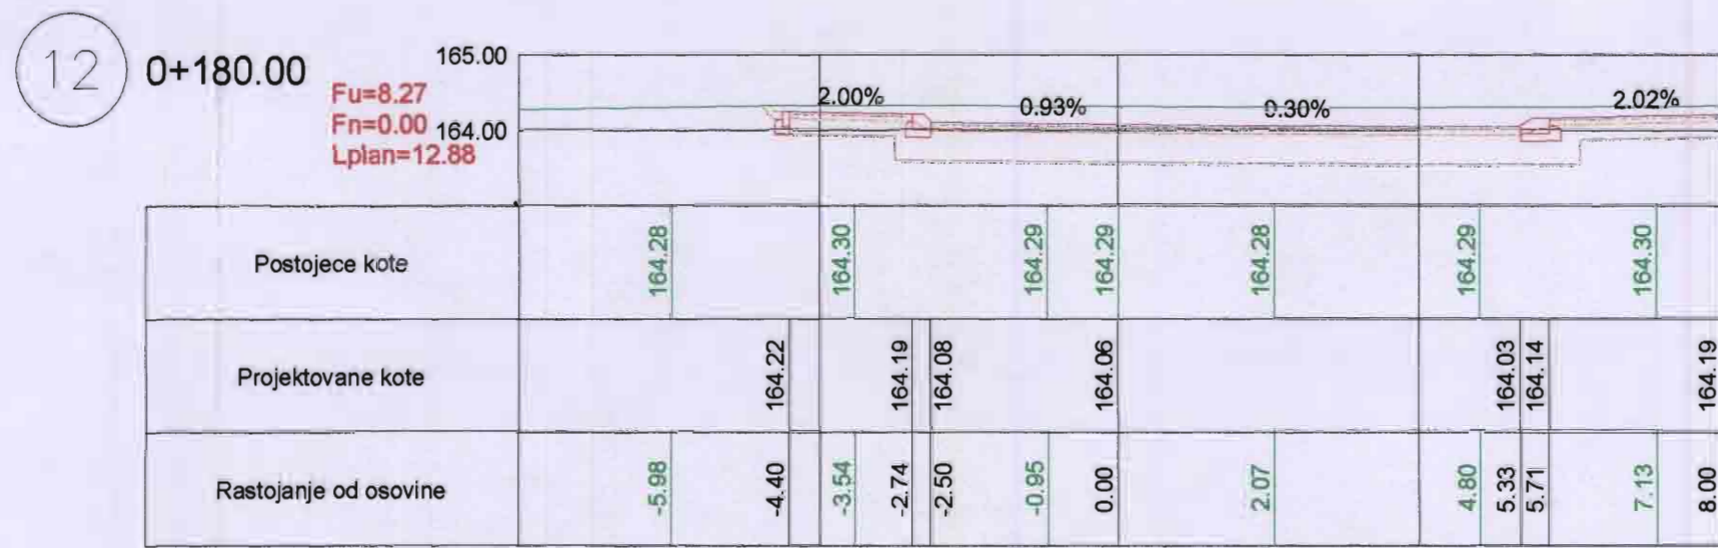 12
0+180.00
Fu=8.27
Fn=0.00
Lplan=12.88
165.00
164.00
2.00% 0.93% 0.30% 2.02%
Postojece kote 164.28 164.30 164.29 164.29 164.28 164.29 164.30
Projektovane kote 164.22 164.19 164.08 164.06 164.03 164.14 164.19
Rastojanje od osovine -5.98 -4.40 -3.54 -2.74 -2.50 -0.95 0.00 2.07 4.80 5.33 5.71 7.13 8.00